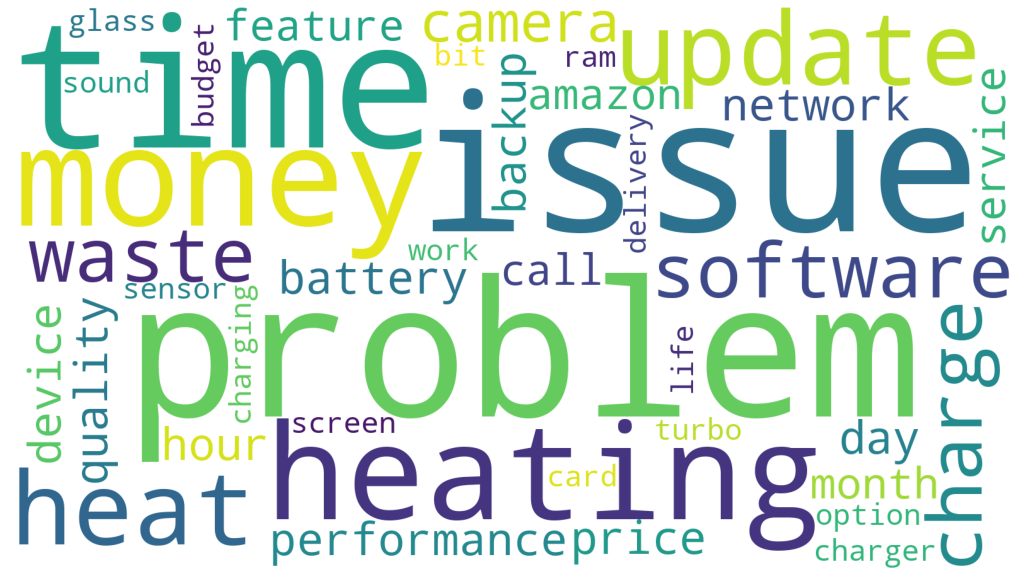 glass
feature
camera
update
time
sound
budget
bit
ram
backup
amazon
network
issue
service
money
delivery
waste
work
battery
call
software
sensor
charging
device
quality
problem
life
charge
screen
turbo
hour
day
heating
heat
card
month
option
performance
price
charger